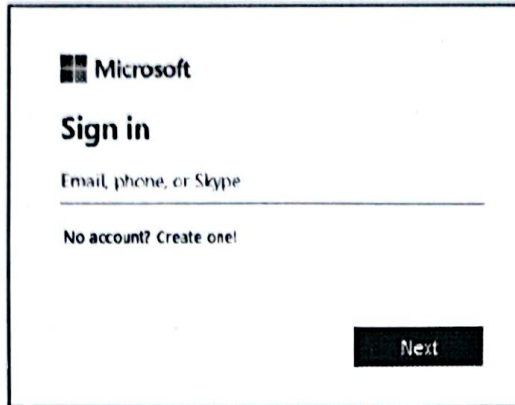 Microsoft
Sign in
Email, phone, or Skype
No account? Create one!
Next